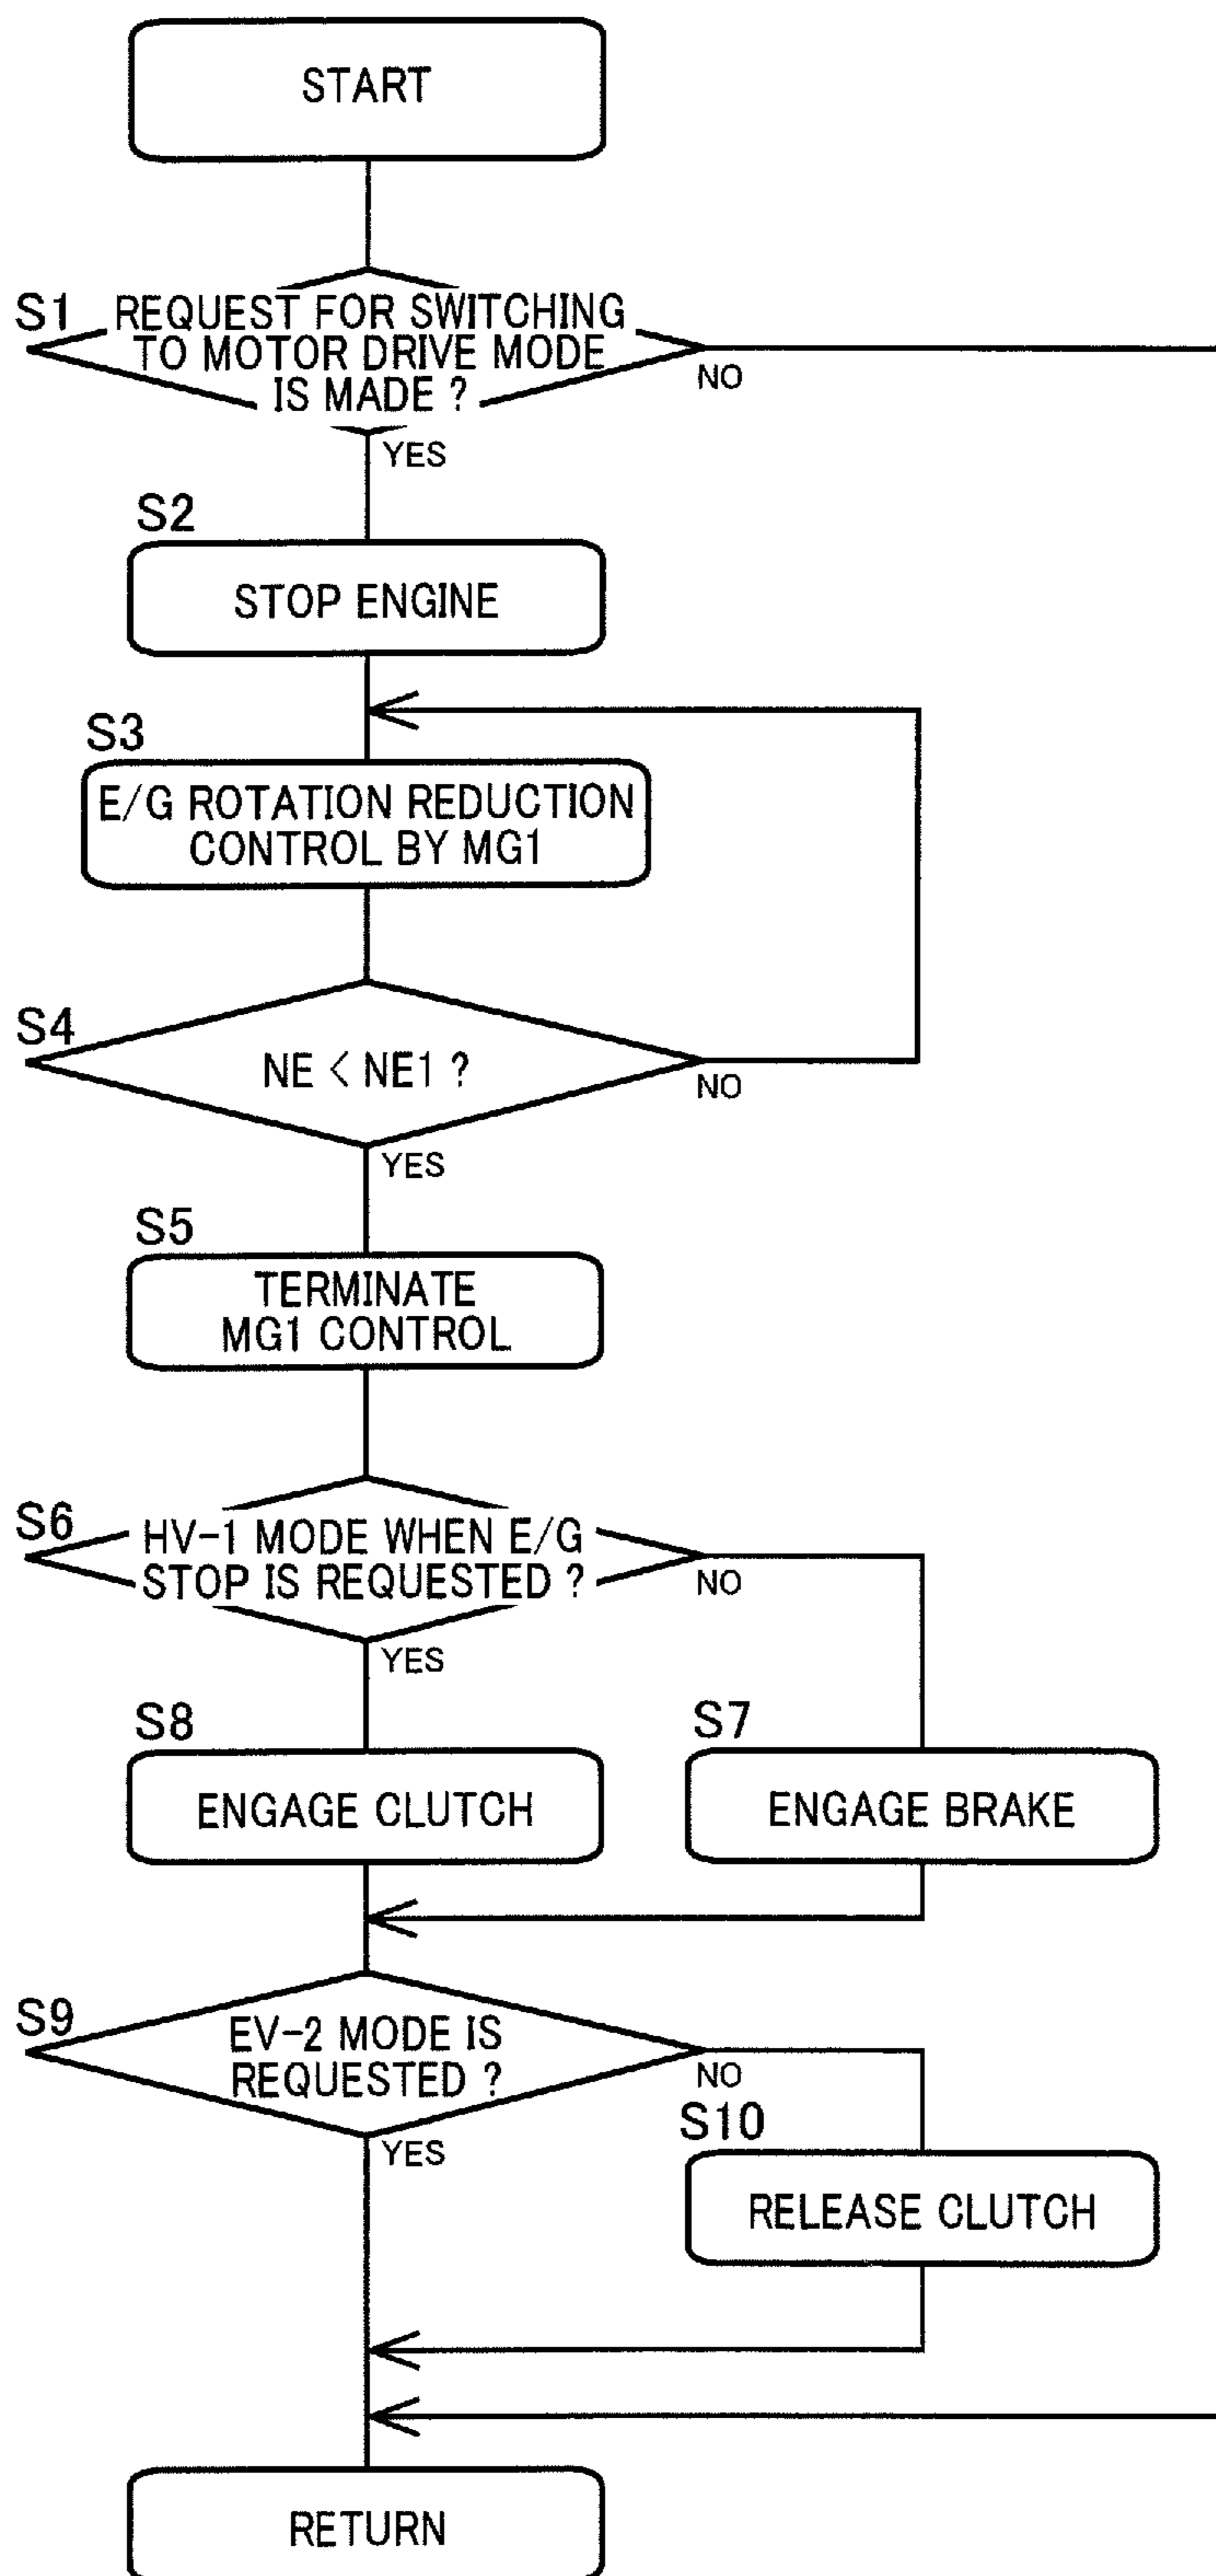 START
S1
REQUEST FOR SWITCHING
TO MOTOR DRIVE MODE
IS MADE ?
NO
YES
S2
STOP ENGINE
S3
E/G ROTATION REDUCTION
CONTROL BY MG1
S4
NE < NE1 ?
NO
YES
S5
TERMINATE
MG1 CONTROL
S6
HV-1 MODE WHEN E/G
STOP IS REQUESTED ?
NO
YES
S8
ENGAGE CLUTCH
S7
ENGAGE BRAKE
S9
EV-2 MODE IS
REQUESTED ?
NO
YES
S10
RELEASE CLUTCH
RETURN